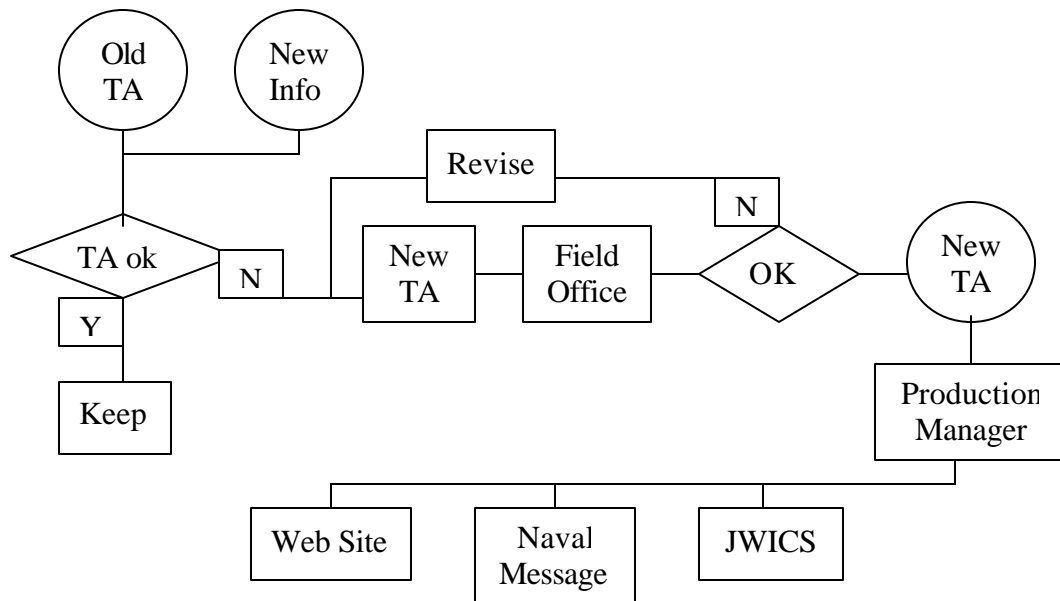 Old
TA
New
Info
Revise
N
TA ok
N
New
TA
Field
Office
OK
New
TA
Y
Keep
Production
Manager
Web Site
Naval
Message
JWICS